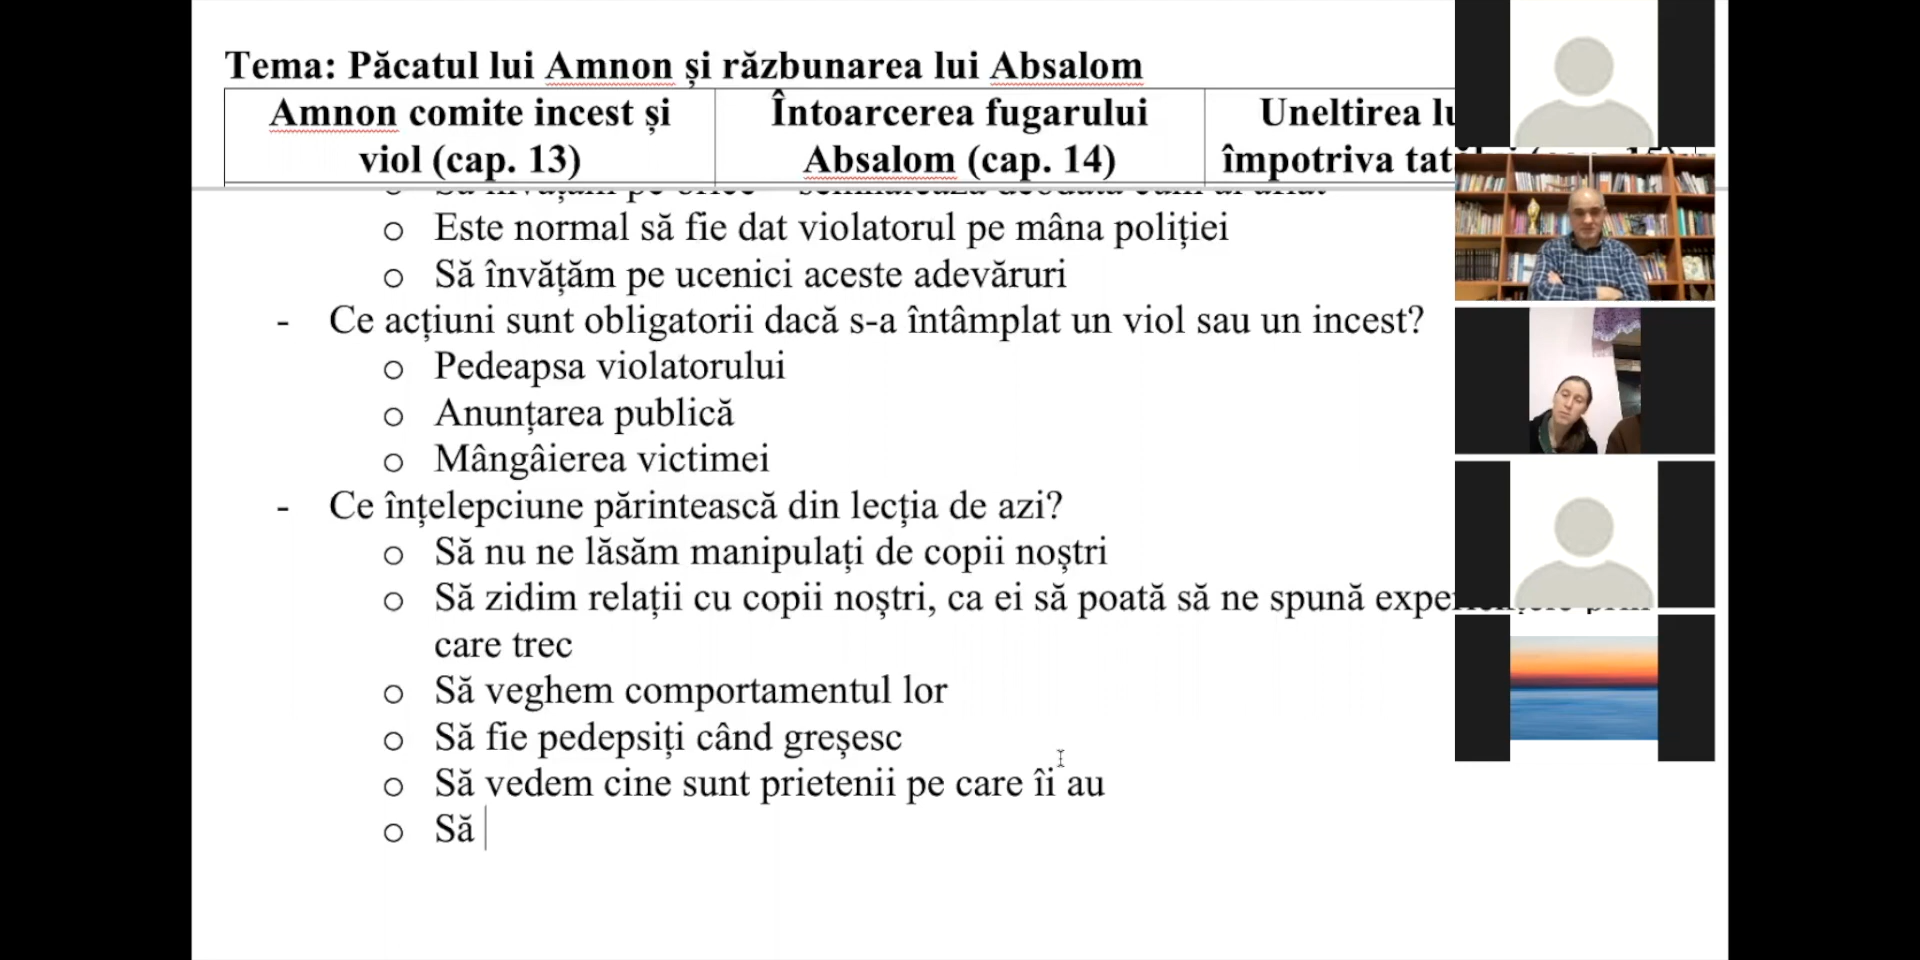 Tema: Păcatul lui Amnon și răzbunarea lui Absalom
Amnon comite incest și
viol (cap. 13)
Întoarcerea fugarului
Absalom (cap. 14)
Uneltirea
împotriva
o Este normal să fie dat violatorul pe mâna poliției
o Să învățăm pe ucenici aceste adevăruri
- Ce acțiuni sunt obligatorii dacă s-a întâmplat un viol sau un incest?
o Pedeapsa violatorului
o Anunțarea publică
o Mângâierea victimei
- Ce înțelepciune părintească din lecția de azi?
o Să nu ne lăsăm manipulați de copii noștri
o Să zidim relații cu copii noștri, ca ei să poată să ne spună
care trec
o Să veghem comportamentul lor
o Să fie pedepsiți când greșesc
o Să vedem cine sunt prietenii pe care îi au
o Să